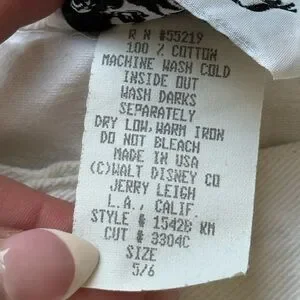 R N #55219
100 % COTTON
MACHINE WASH COLD
INSIDE OUT
WASH DARKS
SEPARATELY
DRY LOW,WARM IRON
DO NOT BLEACH
MADE IN USA
(C)WALT DISNEY CO
JERRY LEIGH
L.A., CALIF.
STYLE # 1542B KM
CUT # 3304C
SIZE
5/6